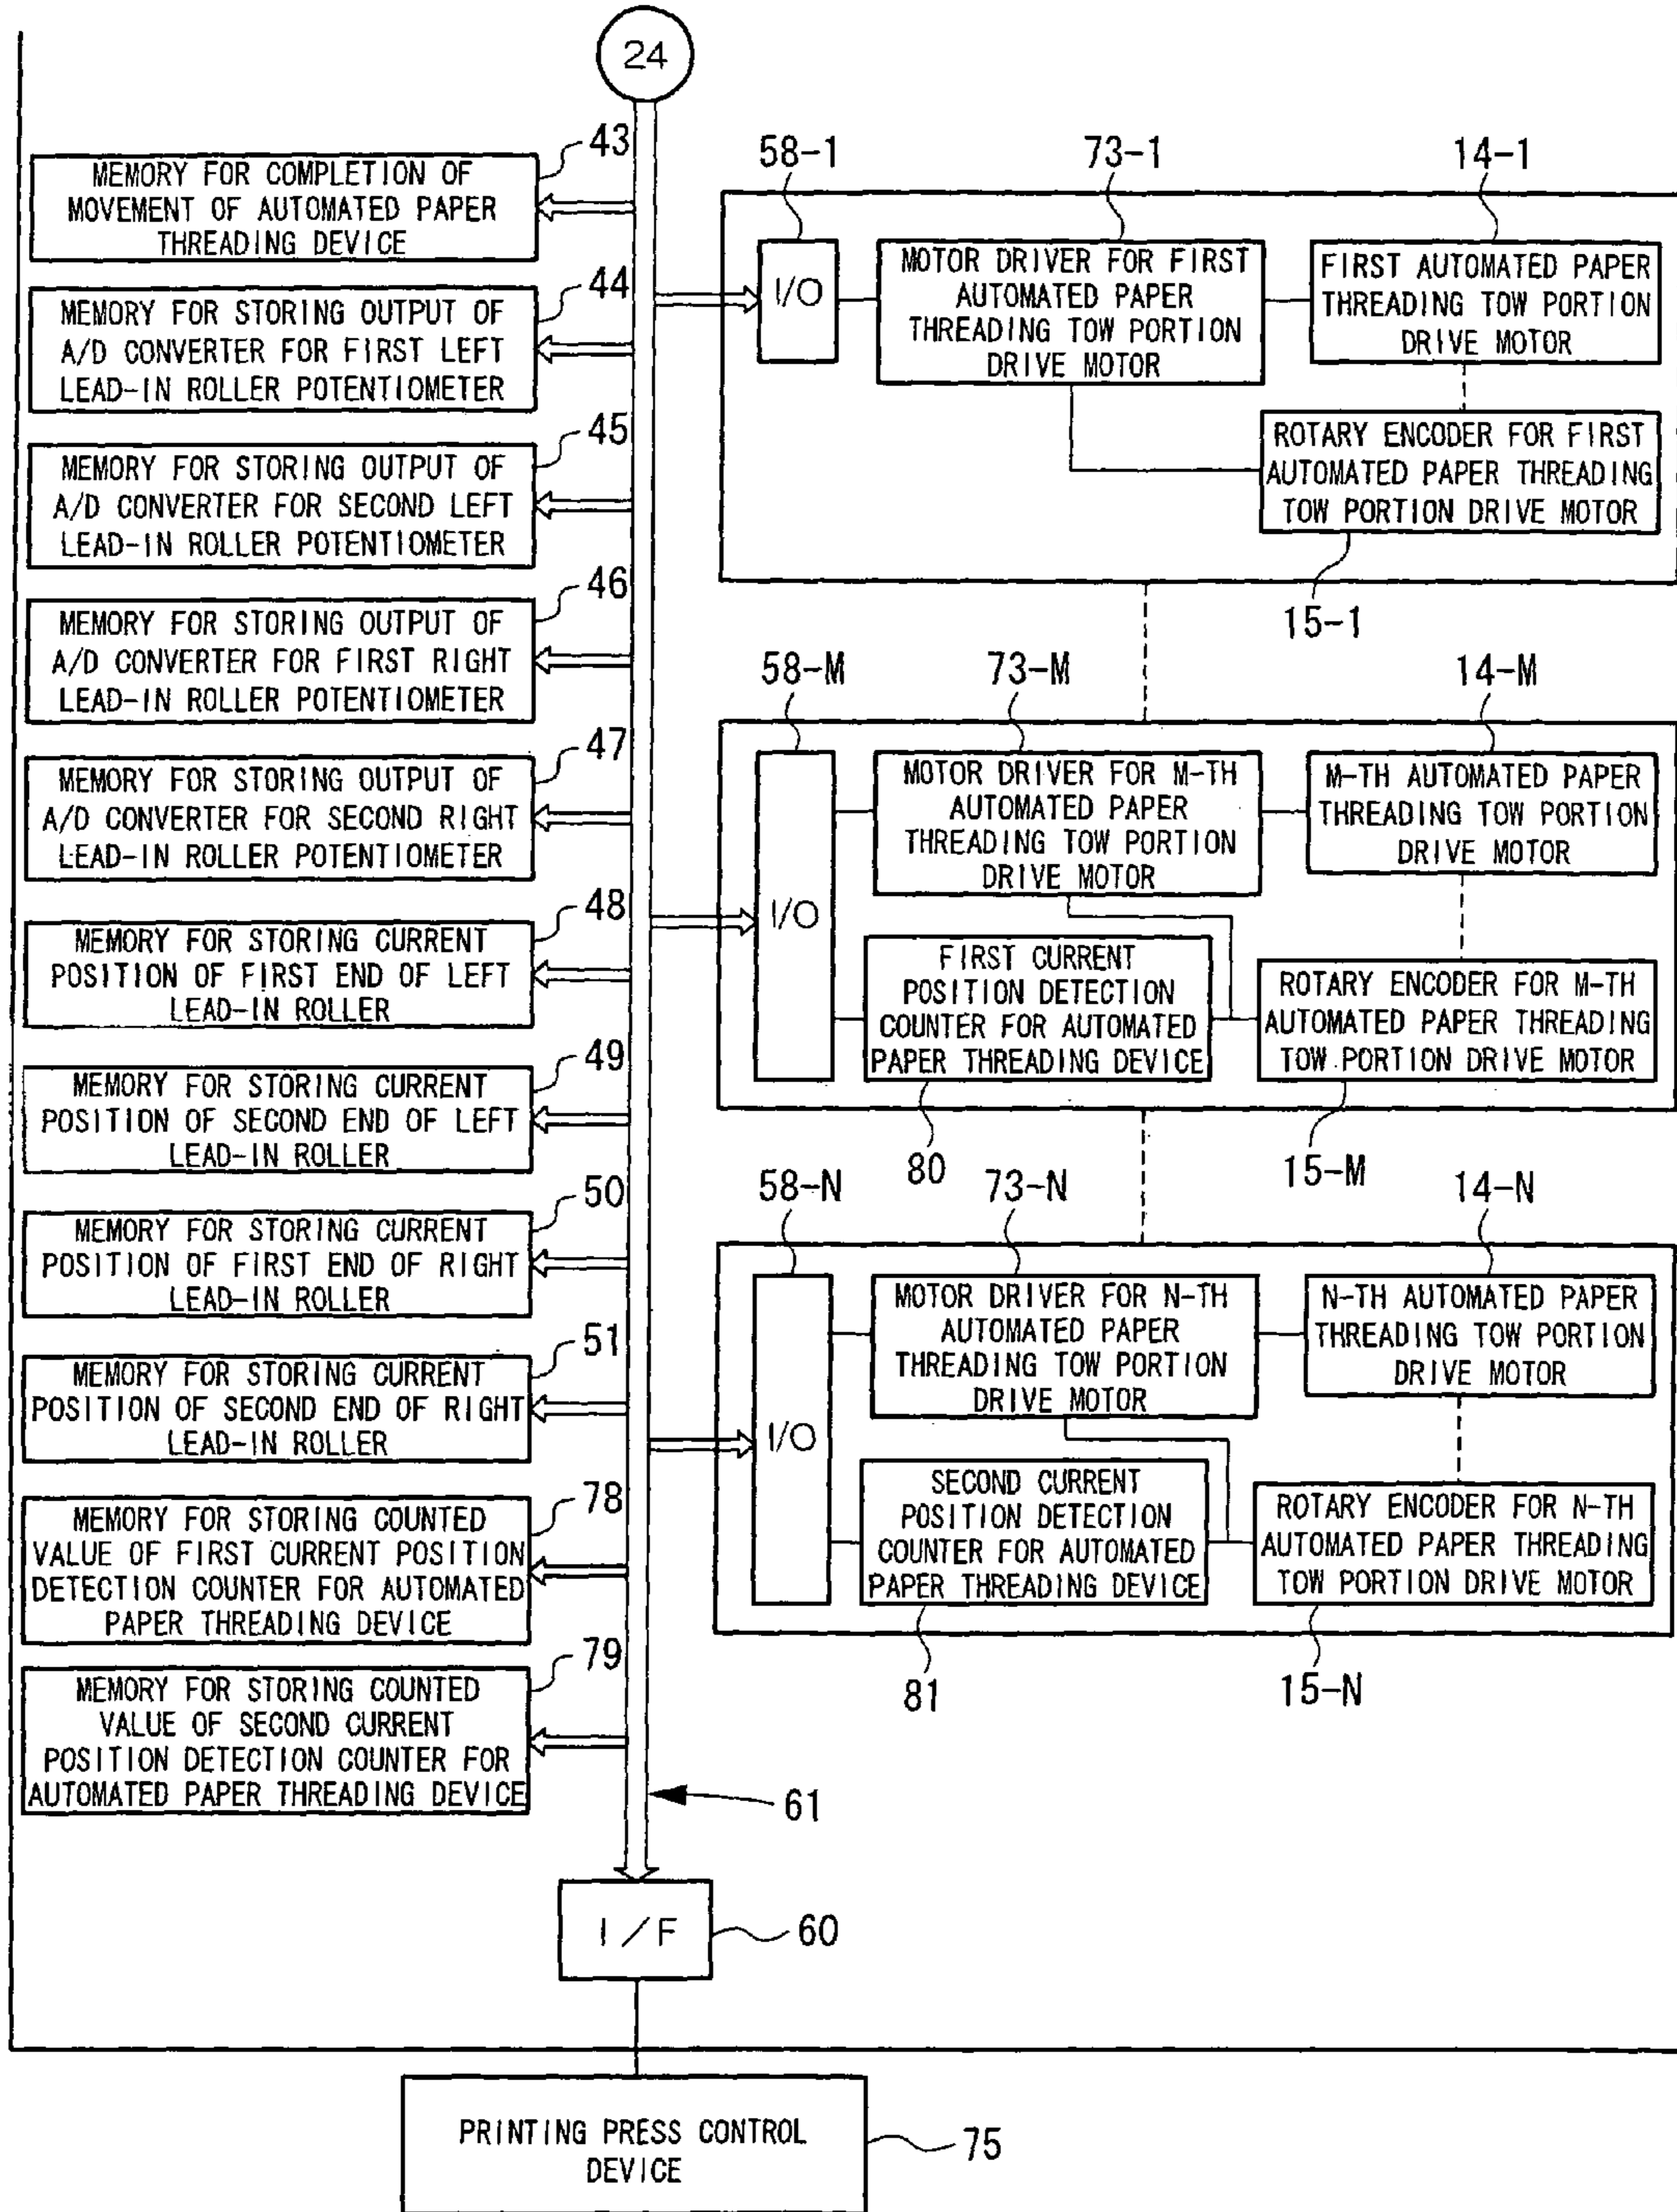 24
43
MEMORY FOR COMPLETION OF
MOVEMENT OF AUTOMATED PAPER
THREADING DEVICE
44
MEMORY FOR STORING OUTPUT OF
A/D CONVERTER FOR FIRST LEFT
LEAD-IN ROLLER POTENTIOMETER
45
MEMORY FOR STORING OUTPUT OF
A/D CONVERTER FOR SECOND LEFT
LEAD-IN ROLLER POTENTIOMETER
46
MEMORY FOR STORING OUTPUT OF
A/D CONVERTER FOR FIRST RIGHT
LEAD-IN ROLLER POTENTIOMETER
47
MEMORY FOR STORING OUTPUT OF
A/D CONVERTER FOR SECOND RIGHT
LEAD-IN ROLLER POTENTIOMETER
48
MEMORY FOR STORING CURRENT
POSITION OF FIRST END OF LEFT
LEAD-IN ROLLER
49
MEMORY FOR STORING CURRENT
POSITION OF SECOND END OF LEFT
LEAD-IN ROLLER
50
MEMORY FOR STORING CURRENT
POSITION OF FIRST END OF RIGHT
LEAD-IN ROLLER
51
MEMORY FOR STORING CURRENT
POSITION OF SECOND END OF RIGHT
LEAD-IN ROLLER
78
MEMORY FOR STORING COUNTED
VALUE OF FIRST CURRENT POSITION
DETECTION COUNTER FOR AUTOMATED
PAPER THREADING DEVICE
79
MEMORY FOR STORING COUNTED
VALUE OF SECOND CURRENT
POSITION DETECTION COUNTER FOR
AUTOMATED PAPER THREADING DEVICE
58-1
73-1
14-1
I/O
MOTOR DRIVER FOR FIRST
AUTOMATED PAPER
THREADING TOW PORTION
DRIVE MOTOR
FIRST AUTOMATED PAPER
THREADING TOW PORTION
DRIVE MOTOR
ROTARY ENCODER FOR FIRST
AUTOMATED PAPER THREADING
TOW PORTION DRIVE MOTOR
15-1
58-M
73-M
14-M
I/O
MOTOR DRIVER FOR M-TH
AUTOMATED PAPER
THREADING TOW PORTION
DRIVE MOTOR
M-TH AUTOMATED PAPER
THREADING TOW PORTION
DRIVE MOTOR
FIRST CURRENT
POSITION DETECTION
COUNTER FOR AUTOMATED
PAPER THREADING DEVICE
ROTARY ENCODER FOR M-TH
AUTOMATED PAPER THREADING
TOW PORTION DRIVE MOTOR
80
15-M
58-N
73-N
14-N
I/O
MOTOR DRIVER FOR N-TH
AUTOMATED PAPER
THREADING TOW PORTION
DRIVE MOTOR
N-TH AUTOMATED PAPER
THREADING TOW PORTION
DRIVE MOTOR
SECOND CURRENT
POSITION DETECTION
COUNTER FOR AUTOMATED
PAPER THREADING DEVICE
ROTARY ENCODER FOR N-TH
AUTOMATED PAPER THREADING
TOW PORTION DRIVE MOTOR
81
15-N
61
I/F
60
PRINTING PRESS CONTROL
DEVICE
75